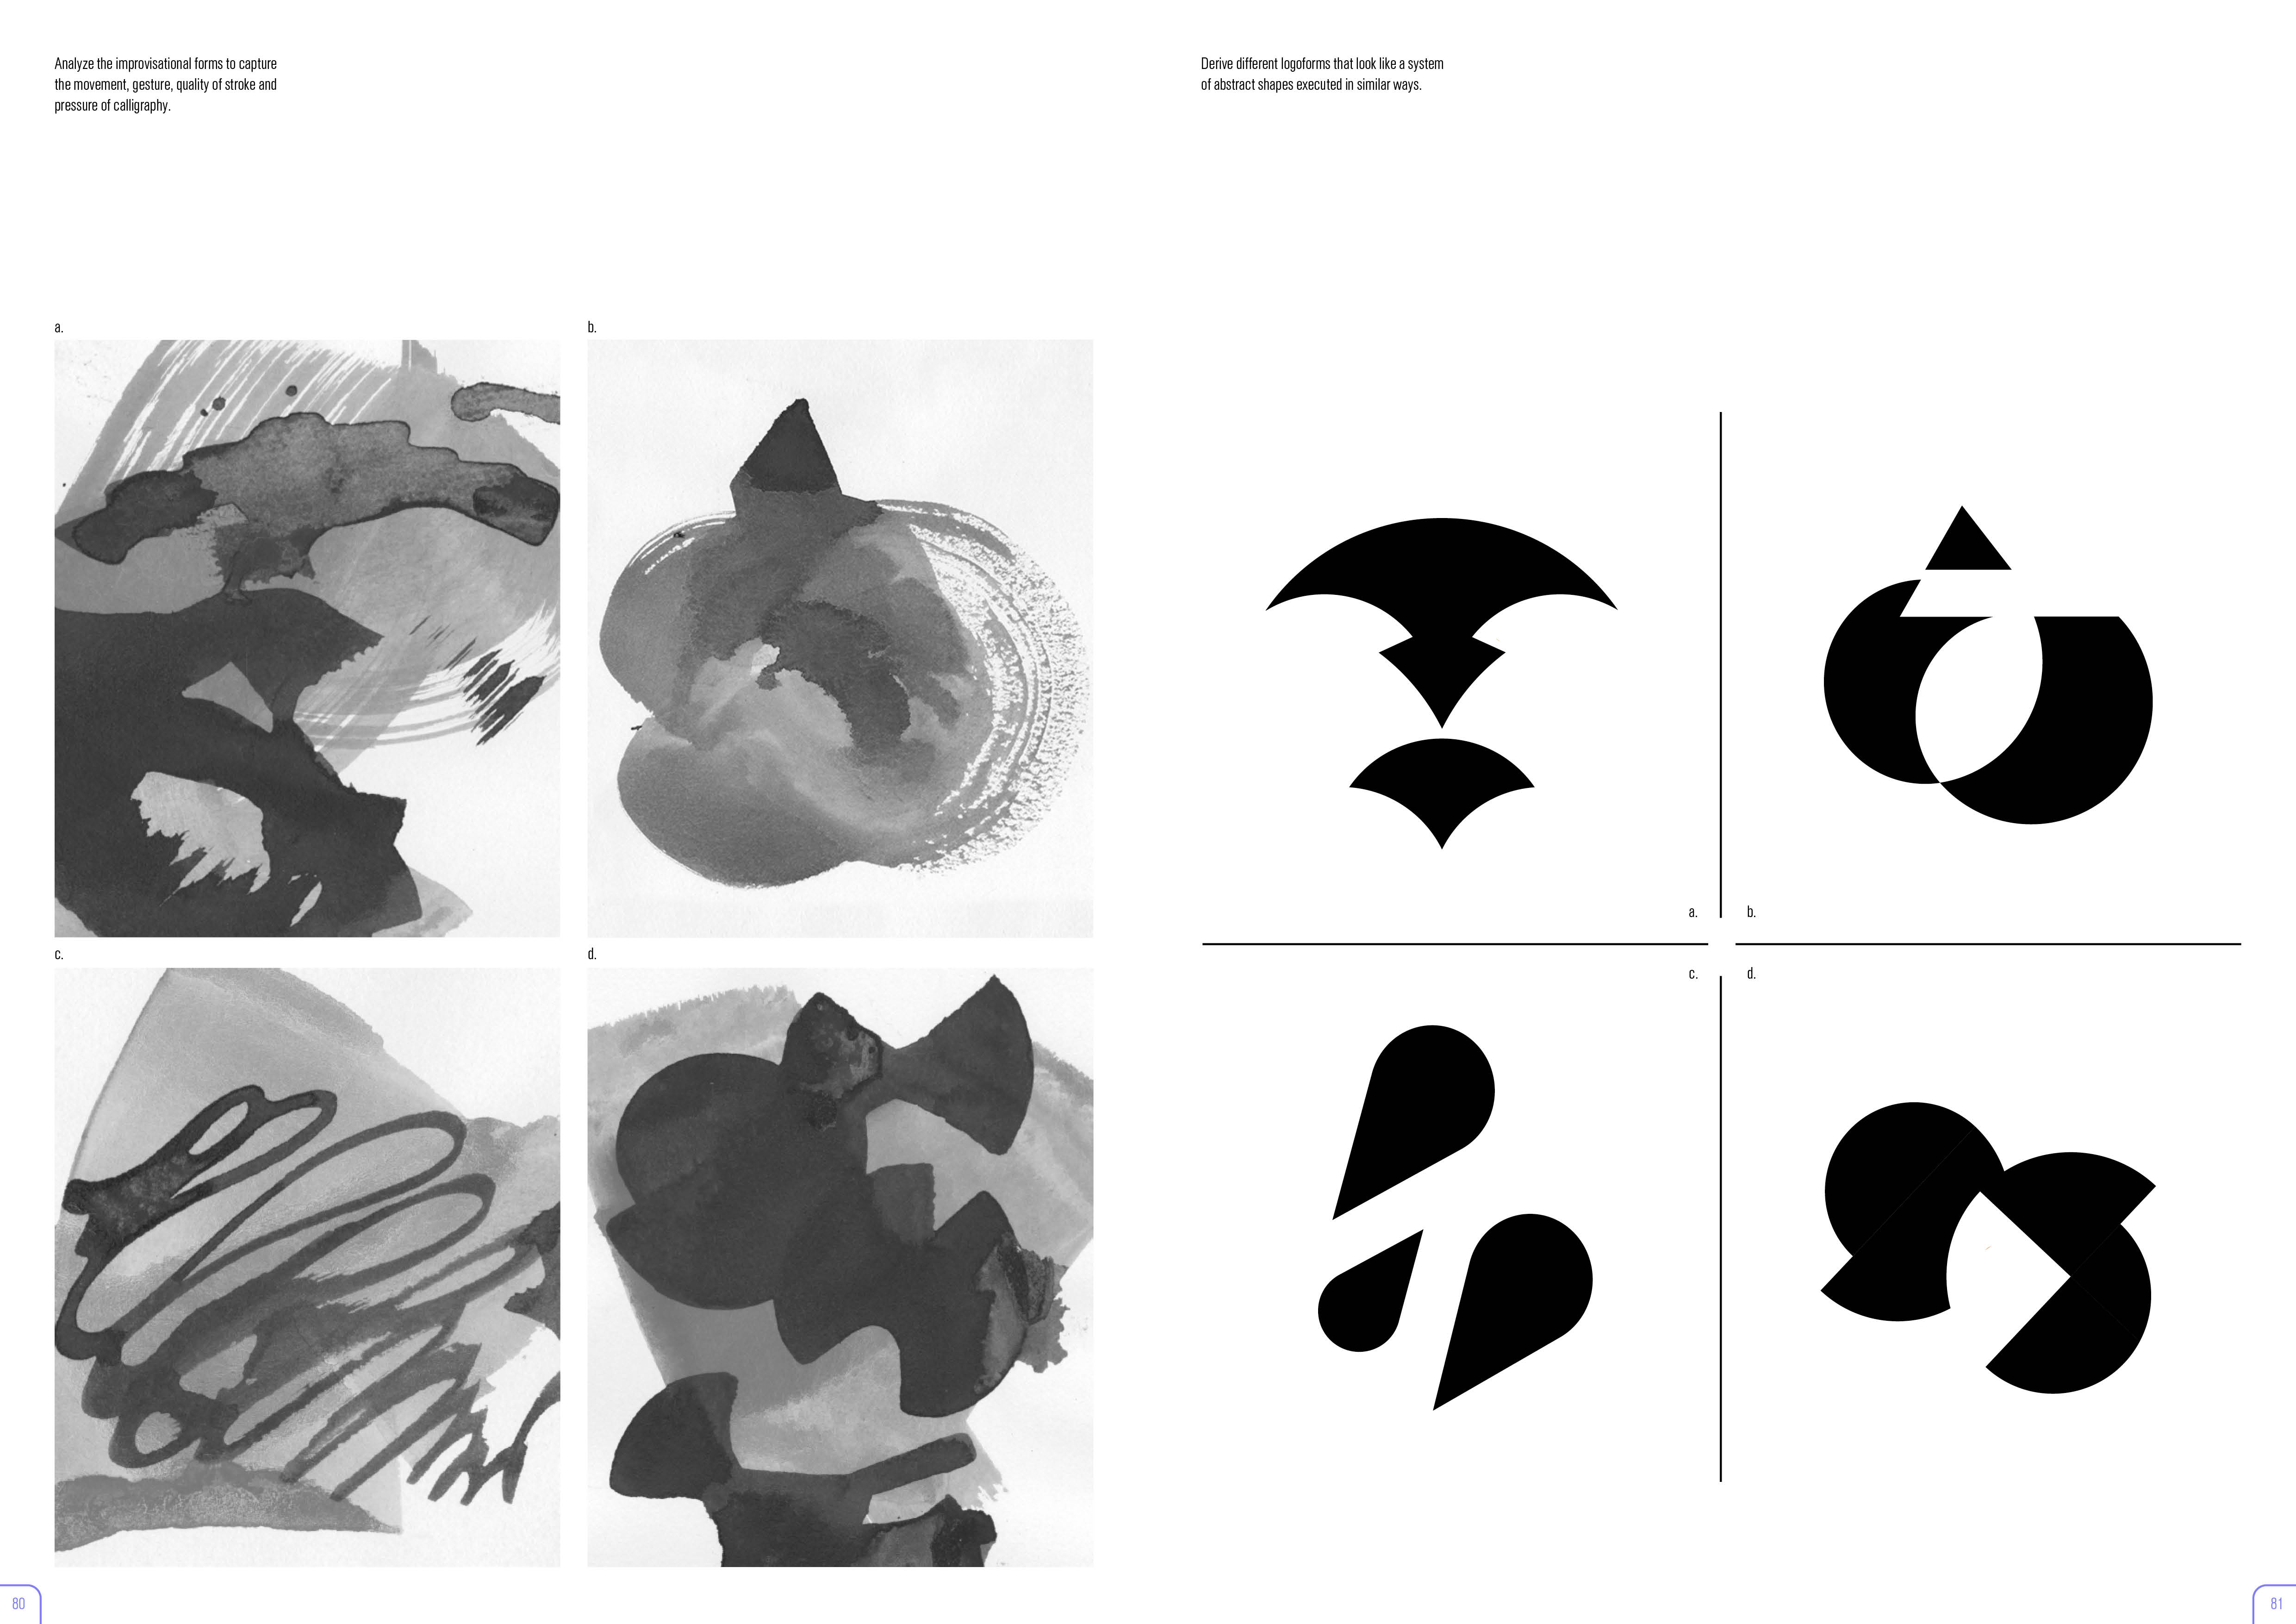 Analyze the improvisational forms to capture
the movement, gesture, quality of stroke and
pressure of calligraphy.
a.
b.
c.
d.
80
Derive different logoforms that look like a system
of abstract shapes executed in similar ways.
a.
b.
c.
d.
81